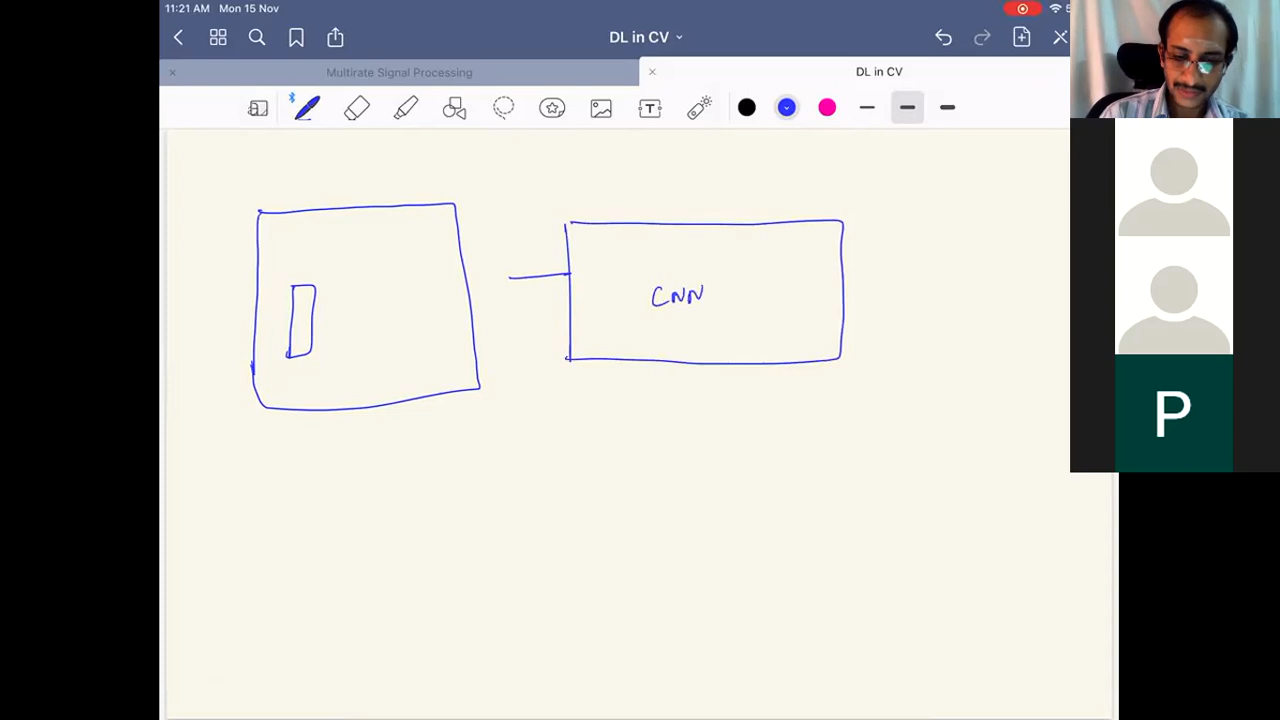 11:21 AM Mon 15 Nov
DL in CV
Multirate Signal Processing
DL in CV
T
CNN
P